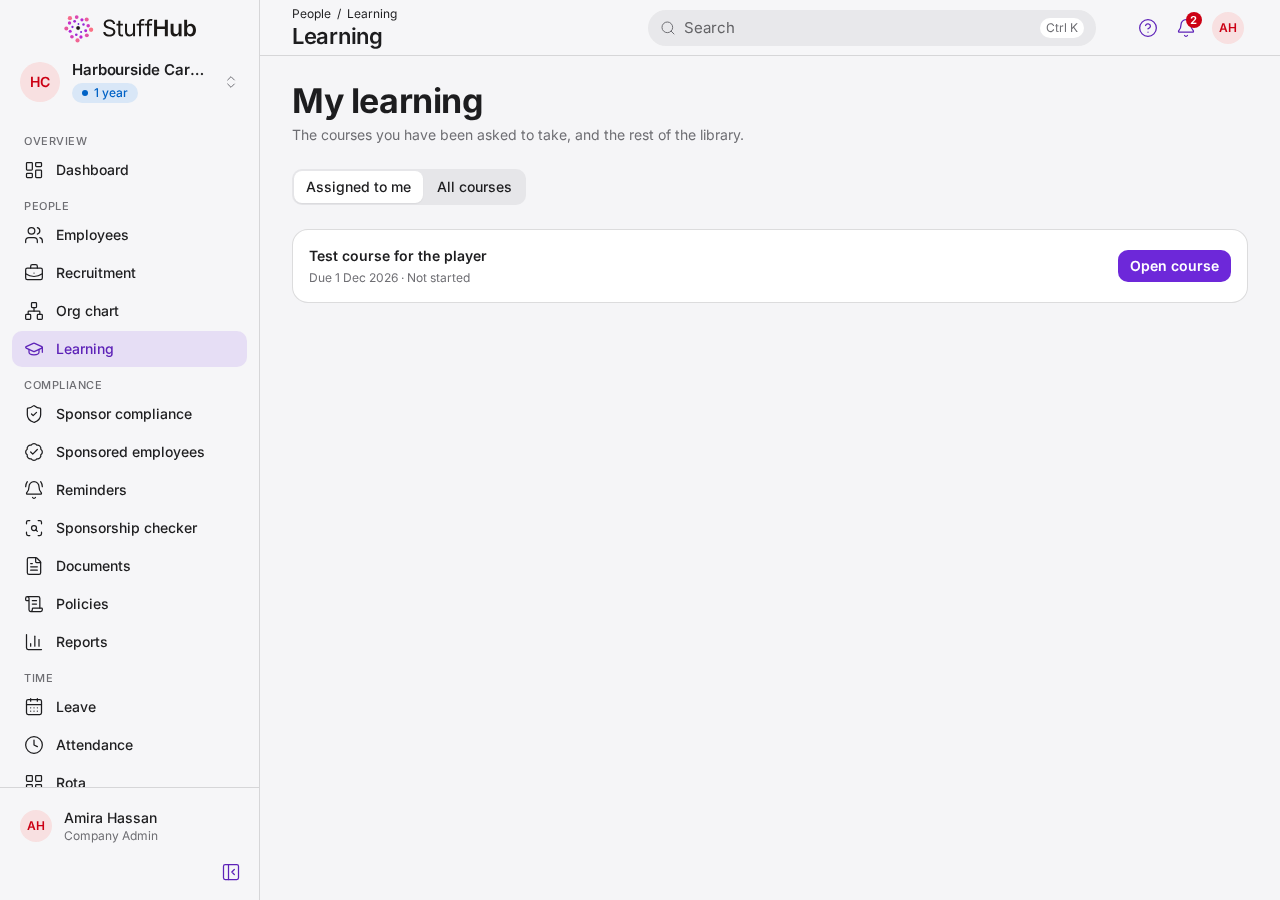 StuffHub
HC
Harbourside Car...
1 year
OVERVIEW
Dashboard
PEOPLE
Employees
Recruitment
Org chart
Learning
COMPLIANCE
Sponsor compliance
Sponsored employees
Reminders
Sponsorship checker
Documents
Policies
Reports
TIME
Leave
Attendance
Rota
AH
Amira Hassan
Company Admin
People / Learning
Learning
Search
Ctrl K
2
AH
My learning
The courses you have been asked to take, and the rest of the library.
Assigned to me
All courses
Test course for the player
Due 1 Dec 2026 · Not started
Open course